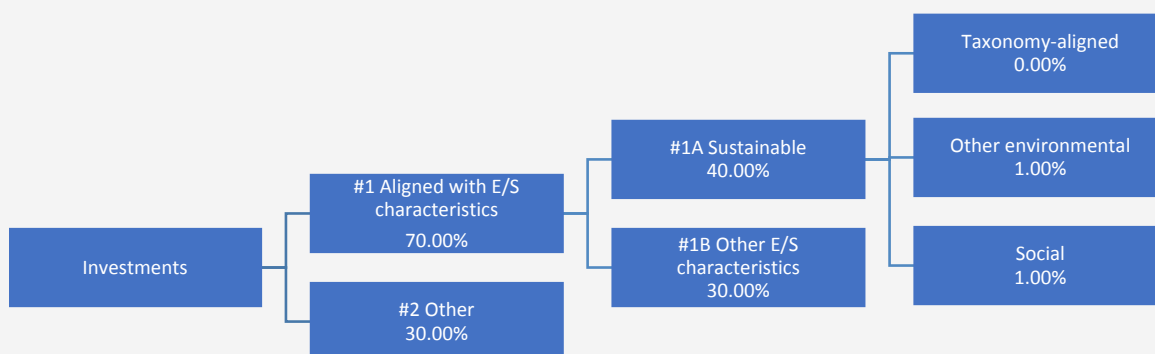 Investments
#1 Aligned with E/S
characteristics
70.00%
#2 Other
30.00%
#1A Sustainable
40.00%
#1B Other E/S
characteristics
30.00%
Taxonomy-aligned
0.00%
Other environmental
1.00%
Social
1.00%